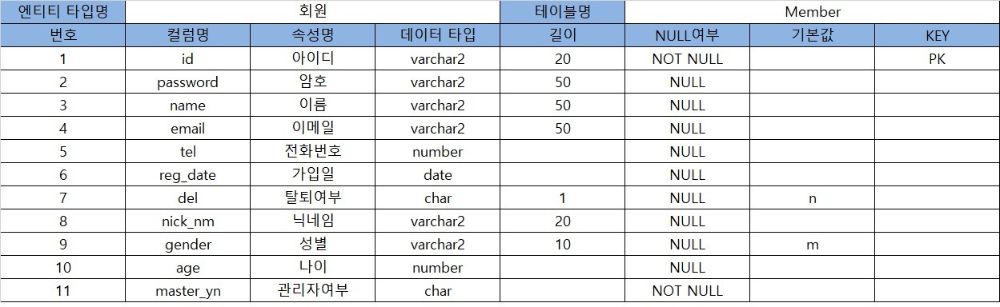 엔티티 타입명 회원 테이블명 Member
번호 컬럼명 속성명 데이터 타입 길이 NULL여부 기본값 KEY
1 id 아이디 varchar2 20 NOT NULL PK
2 password 암호 varchar2 50 NULL
3 name 이름 varchar2 50 NULL
4 email 이메일 varchar2 50 NULL
5 tel 전화번호 number NULL
6 reg_date 가입일 date NULL
7 del 탈퇴여부 char 1 NULL n
8 nick_nm 닉네임 varchar2 20 NULL
9 gender 성별 varchar2 10 NULL m
10 age 나이 number NULL
11 master_yn 관리자여부 char NOT NULL